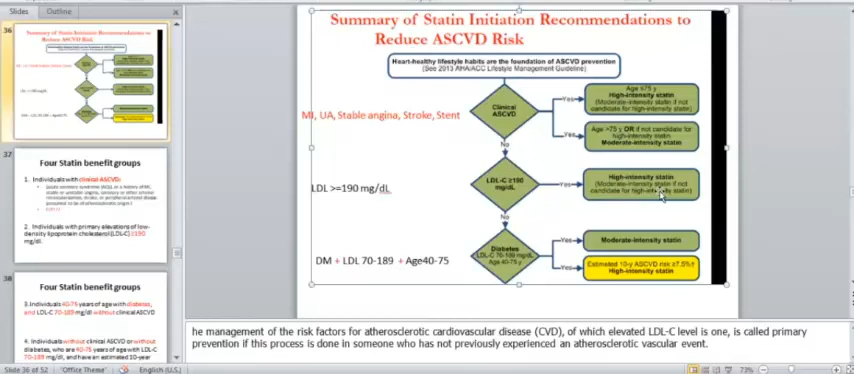 Slides
Outline
36
Summary of Statin Initiation Recommendations to
Reduce ASCVD Risk
37
Four Statin benefit groups
1. Individuals with clinical ASCVD:
2. Individuals with primary elevations of low-
density lipoprotein cholesterol (LDL-C) ≥190
mg/dl.
38
3. Individuals 40-75 years of age with diabetes,
and LDL-C 70-189 mg/dl without clinical ASCVD
4. Individuals without clinical ASCVD or without
diabetes, who are 40-75 years of age with LDL-C
70-189 mg/dl, and have an estimated 10-year
Summary of Statin Initiation Recommendations to
Reduce ASCVD Risk
Heart-healthy lifestyle habits are the foundation of ASCVD prevention
(See 2013 AHA/ACC Lifestyle Management Guideline)
MI, UA, Stable angina, Stroke, Stent
Clinical
ASCVD
Yes
Age ≤75 y
High-intensity statin
(Moderate-intensity statin if not
candidate for high-intensity statin)
Yes
Age >75 y OR if not candidate for
high-intensity statin
Moderate-intensity statin
No
LDL >=190 mg/dL
LDL-C ≥190
mg/dL
Yes
High-intensity statin
(Moderate-intensity statin if not
candidate for high-intensity statin)
No
DM + LDL 70-189 + Age40-75
Diabetes
LDL-C 70-189 mg/dL
Age 40-75 y
Yes
Moderate-intensity statin
Yes
Estimated 10-y ASCVD risk ≥7.5%†
High-intensity statin
he management of the risk factors for atherosclerotic cardiovascular disease (CVD), of which elevated LDL-C level is one, is called primary
prevention if this process is done in someone who has not previously experienced an atherosclerotic vascular event.
Slide 36 of 52
"Office Theme"
English (U.S.)
73%